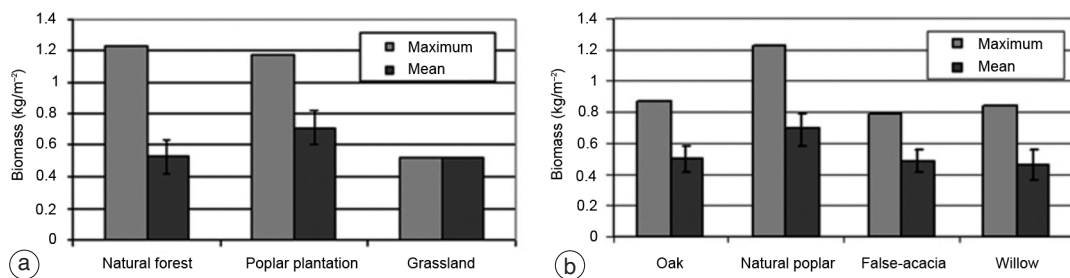 1.4
1.2
1
0.8
0.6
0.4
0.2
0
Biomass (kg/m⁻²)
Maximum
Mean
Natural forest Poplar plantation Grassland
a
1.4
1.2
1
0.8
0.6
0.4
0.2
0
Biomass (kg/m⁻²)
Maximum
Mean
Oak Natural poplar False-acacia Willow
b